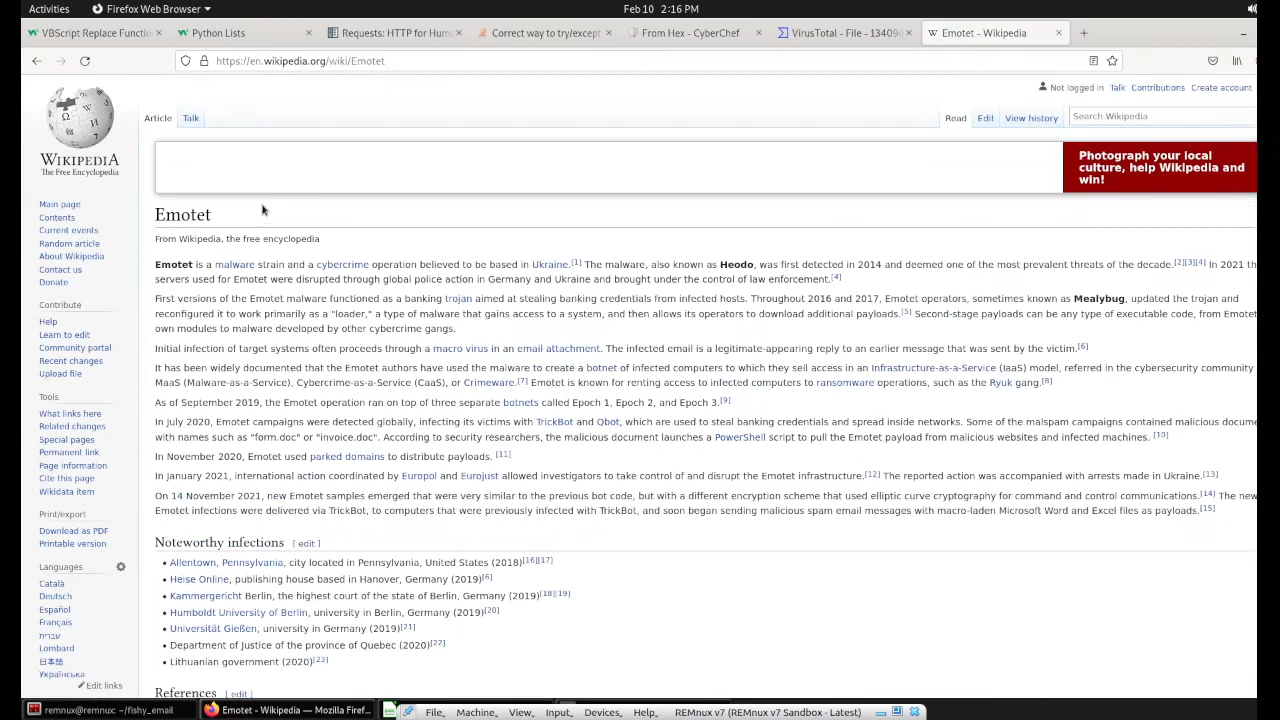 Activities Firefox Web Browser Feb 10 2:16 PM
VBScript Replace Functio Python Lists Requests: HTTP for Hum Correct way to try/except From Hex - CyberChef VirusTotal - File - 13409c Emotet - Wikipedia
https://en.wikipedia.org/wiki/Emotet
Not logged in Talk Contributions Create account
Article Talk Read Edit View history Search Wikipedia
WIKIPEDIA
The Free Encyclopedia
Photograph your local
culture, help Wikipedia and
win!
Main page
Contents
Current events
Random article
About Wikipedia
Contact us
Donate
Contribute
Help
Learn to edit
Community portal
Recent changes
Upload file
Tools
What links here
Related changes
Special pages
Permanent link
Page information
Cite this page
Wikidata item
Print/export
Download as PDF
Printable version
Languages
Català
Deutsch
Español
Français
עברית
Lombard
日本語
Українська
Edit links
Emotet
From Wikipedia, the free encyclopedia
Emotet is a malware strain and a cybercrime operation believed to be based in Ukraine.[1] The malware, also known as Heodo, was first detected in 2014 and deemed one of the most prevalent threats of the decade.[2][3][4] In 2021 th
servers used for Emotet were disrupted through global police action in Germany and Ukraine and brought under the control of law enforcement.[4]
First versions of the Emotet malware functioned as a banking trojan aimed at stealing banking credentials from infected hosts. Throughout 2016 and 2017, Emotet operators, sometimes known as Mealybug, updated the trojan and
reconfigured it to work primarily as a "loader," a type of malware that gains access to a system, and then allows its operators to download additional payloads.[5] Second-stage payloads can be any type of executable code, from Emotet
own modules to malware developed by other cybercrime gangs.
Initial infection of target systems often proceeds through a macro virus in an email attachment. The infected email is a legitimate-appearing reply to an earlier message that was sent by the victim.[6]
It has been widely documented that the Emotet authors have used the malware to create a botnet of infected computers to which they sell access in an Infrastructure-as-a-Service (IaaS) model, referred in the cybersecurity community
MaaS (Malware-as-a-Service), Cybercrime-as-a-Service (CaaS), or Crimeware.[7] Emotet is known for renting access to infected computers to ransomware operations, such as the Ryuk gang.[8]
As of September 2019, the Emotet operation ran on top of three separate botnets called Epoch 1, Epoch 2, and Epoch 3.[9]
In July 2020, Emotet campaigns were detected globally, infecting its victims with TrickBot and Qbot, which are used to steal banking credentials and spread inside networks. Some of the malspam campaigns contained malicious docume
with names such as "form.doc" or "invoice.doc". According to security researchers, the malicious document launches a PowerShell script to pull the Emotet payload from malicious websites and infected machines. [10]
In November 2020, Emotet used parked domains to distribute payloads. [11]
In January 2021, international action coordinated by Europol and Eurojust allowed investigators to take control of and disrupt the Emotet infrastructure.[12] The reported action was accompanied with arrests made in Ukraine.[13]
On 14 November 2021, new Emotet samples emerged that were very similar to the previous bot code, but with a different encryption scheme that used elliptic curve cryptography for command and control communications.[14] The new
Emotet infections were delivered via TrickBot, to computers that were previously infected with TrickBot, and soon began sending malicious spam email messages with macro-laden Microsoft Word and Excel files as payloads.[15]
Noteworthy infections [ edit ]
• Allentown, Pennsylvania, city located in Pennsylvania, United States (2018)[16][17]
• Heise Online, publishing house based in Hanover, Germany (2019)[6]
• Kammergericht Berlin, the highest court of the state of Berlin, Germany (2019)[18][19]
• Humboldt University of Berlin, university in Berlin, Germany (2019)[20]
• Universität Gießen, university in Germany (2019)[21]
• Department of Justice of the province of Quebec (2020)[22]
• Lithuanian government (2020)[23]
References [ edit ]
remnux@remnux: ~/fishy_email Emotet - Wikipedia — Mozilla Firef... File Machine View Input Devices Help REMnux v7 (REMnux v7 Sandbox - Latest)